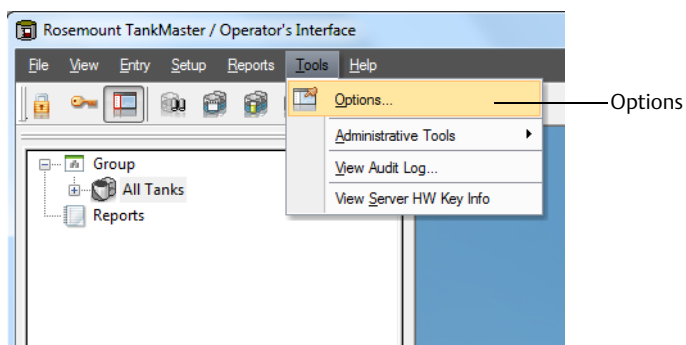 Rosemount TankMaster / Operator's Interface
File View Entry Setup Reports Tools Help
Options...
Options
Administrative Tools
View Audit Log...
View Server HW Key Info
Group
All Tanks
Reports